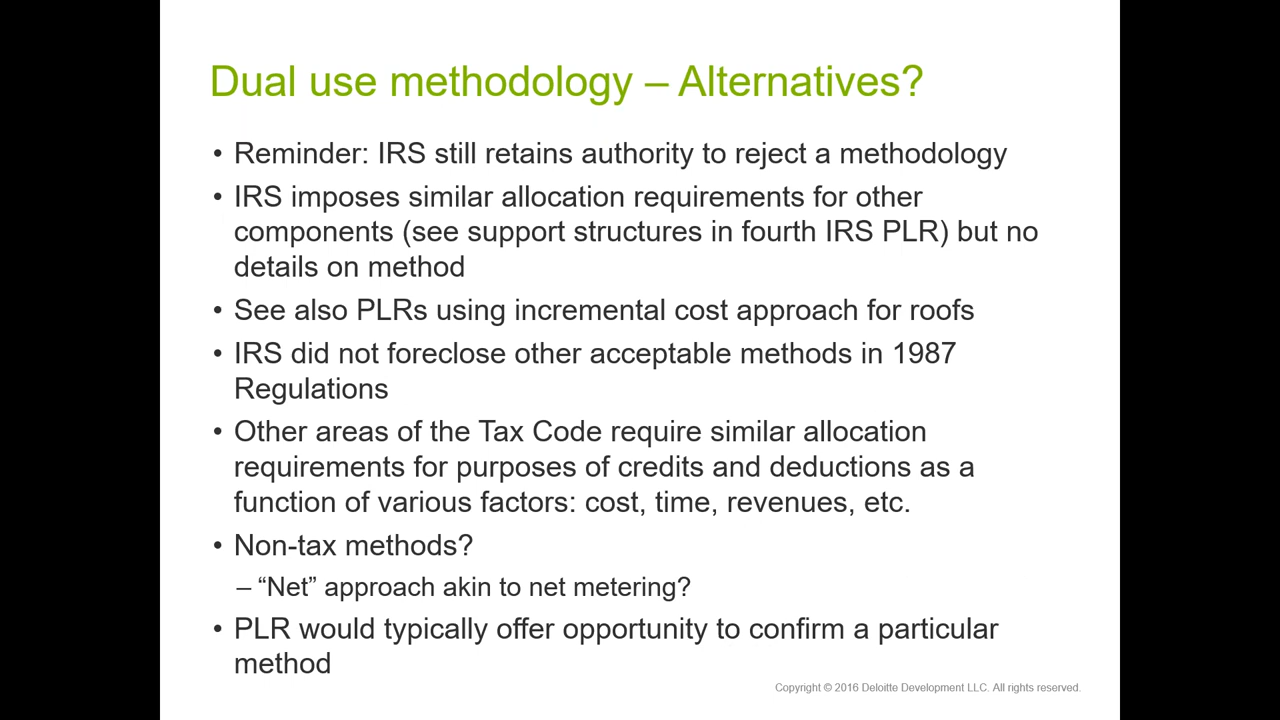 Dual use methodology – Alternatives?
• Reminder: IRS still retains authority to reject a methodology
• IRS imposes similar allocation requirements for other
components (see support structures in fourth IRS PLR) but no
details on method
• See also PLRs using incremental cost approach for roofs
• IRS did not foreclose other acceptable methods in 1987
Regulations
• Other areas of the Tax Code require similar allocation
requirements for purposes of credits and deductions as a
function of various factors: cost, time, revenues, etc.
• Non-tax methods?
– “Net” approach akin to net metering?
• PLR would typically offer opportunity to confirm a particular
method
Copyright © 2016 Deloitte Development LLC. All rights reserved.